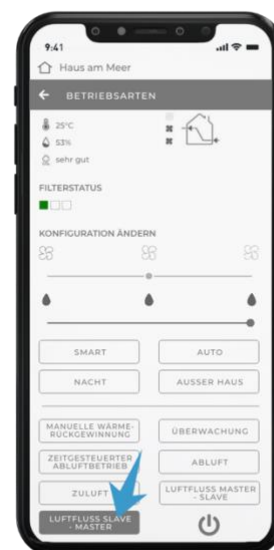 9:41
Haus am Meer
BETRIEBSARTEN
25°C
53%
sehr gut
FILTERSTATUS
KONFIGURATION ÄNDERN
SMART
AUTO
NACHT
AUSSER HAUS
MANUELLE WÄRME-
RÜCKGEWINNUNG
ÜBERWACHUNG
ZEITGESTEUERTER
ABLUFTBETRIEB
ABLUFT
ZULUFT
LUFTFLUSS MASTER
- SLAVE
LUFTFLUSS SLAVE
- MASTER